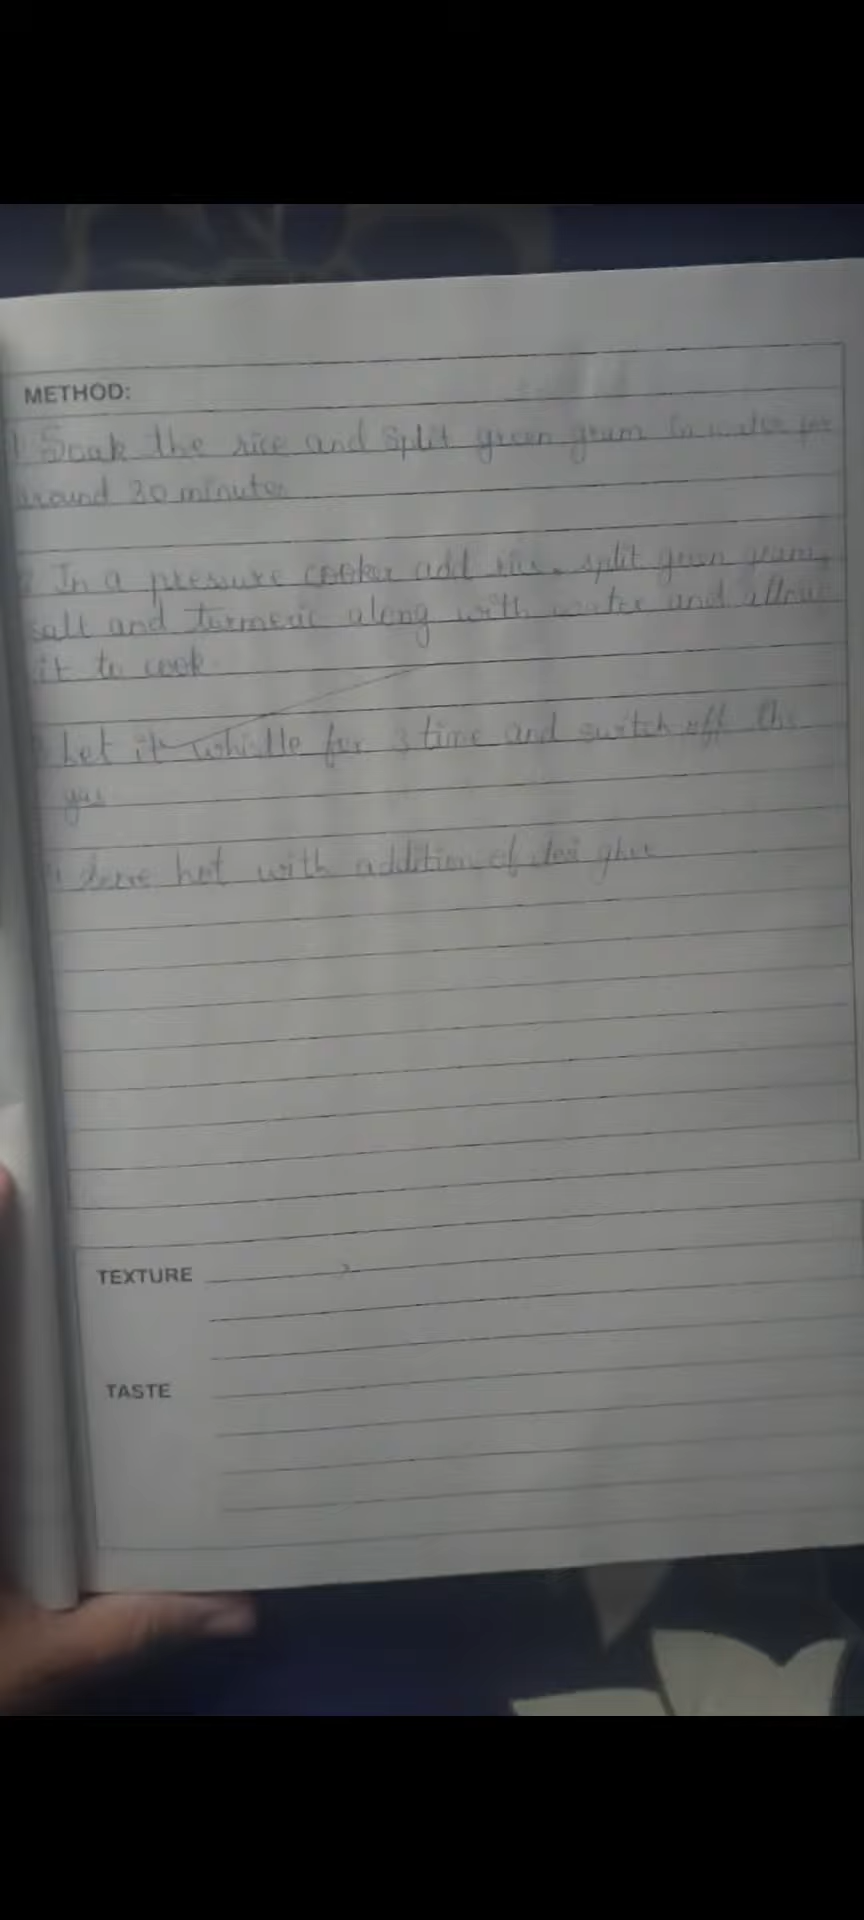 METHOD:
1 Soak the rice and split green gram in water for
around 30 minutes
2 In a pressure cooker add rice, split green gram,
salt and turmeric along with water and allow
it to cook
Let it whistle for 3 time and switch off the
gas
4 serve hot with addition of desi ghee
TEXTURE
TASTE